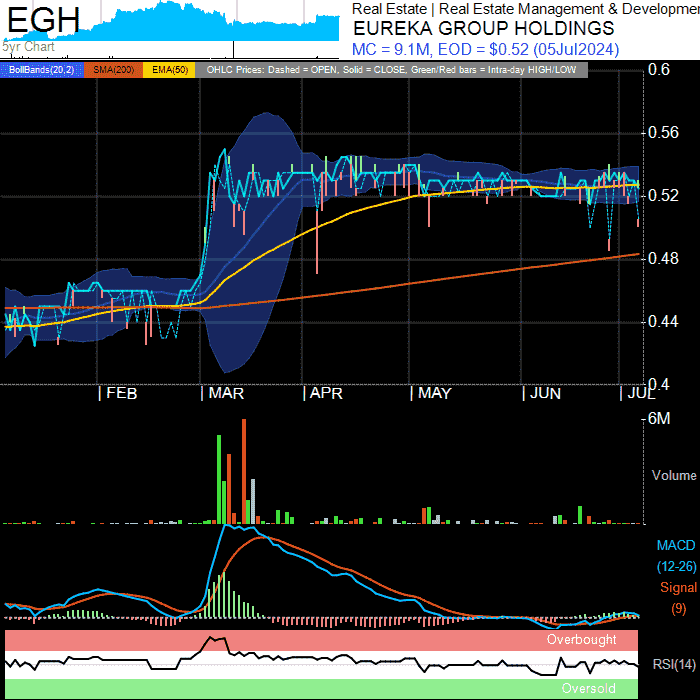 EGH
Real Estate | Real Estate Management & Developmen
EUREKA GROUP HOLDINGS
MC = 9.1M, EOD = $0.52 (05Jul2024)
5yr Chart
BollBands(20,2) SMA(200) EMA(50) OHLC Prices: Dashed = OPEN, Solid = CLOSE, Green/Red bars = Intra-day HIGH/LOW
0.6
0.56
0.52
0.48
0.44
0.4
FEB MAR APR MAY JUN JUL
6M
Volume
MACD
(12-26)
Signal
(9)
Overbought
RSI(14)
Oversold